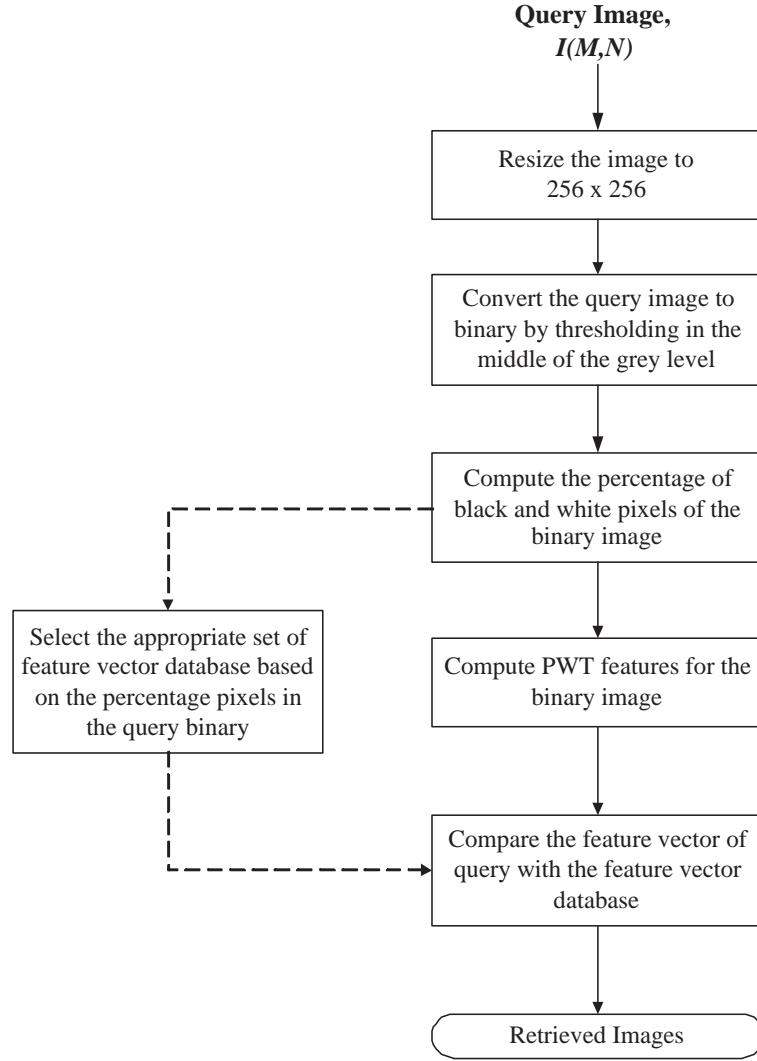 Query Image,
I(M,N)
Resize the image to
256 x 256
Convert the query image to
binary by thresholding in the
middle of the grey level
Compute the percentage of
black and white pixels of the
binary image
Select the appropriate set of
feature vector database based
on the percentage pixels in
the query binary
Compute PWT features for the
binary image
Compare the feature vector of
query with the feature vector
database
Retrieved Images